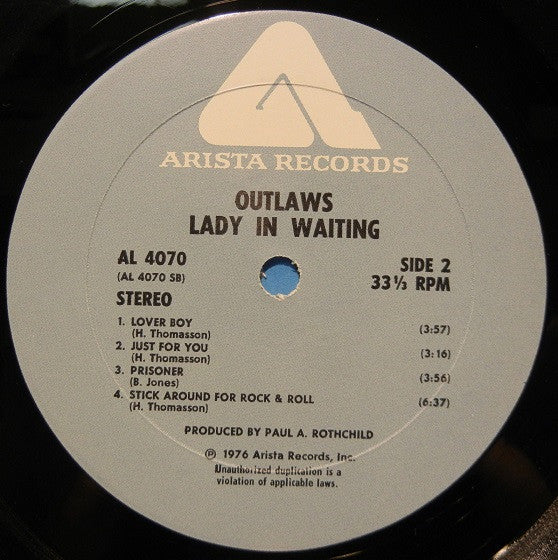 ARISTA RECORDS
OUTLAWS
LADY IN WAITING
AL 4070
(AL 4070 SB)
STEREO
SIDE 2
33⅓ RPM
1. LOVER BOY
(H. Thomasson) (3:57)
2. JUST FOR YOU
(H. Thomasson) (3:16)
3. PRISONER
(B. Jones) (3:56)
4. STICK AROUND FOR ROCK & ROLL
(H. Thomasson) (6:37)
PRODUCED BY PAUL A. ROTHCHILD
℗ 1976 Arista Records, Inc.
Unauthorized duplication is a
violation of applicable laws.